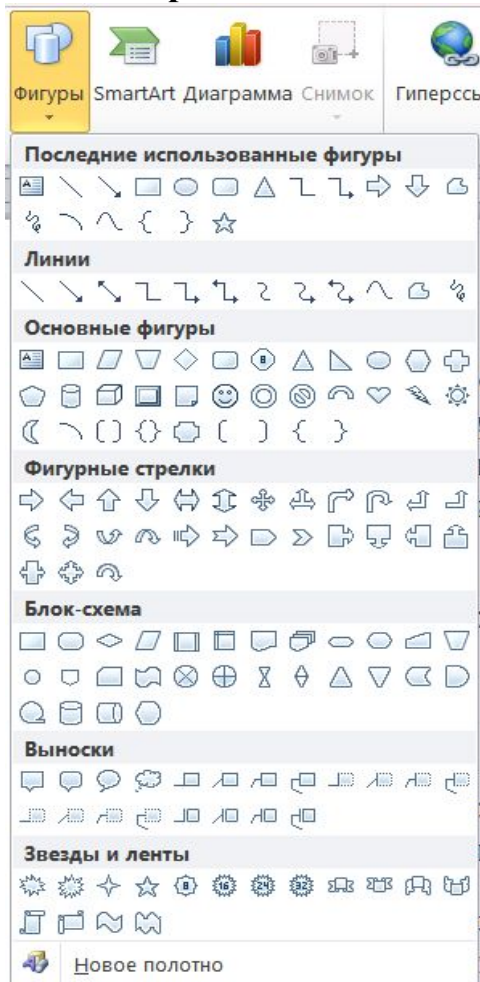 Фигуры SmartArt Диаграмма Снимок
Последние использованные фигуры
Линии
Основные фигуры
Фигурные стрелки
Блок-схема
Выноски
Звезды и ленты
Новое полотно